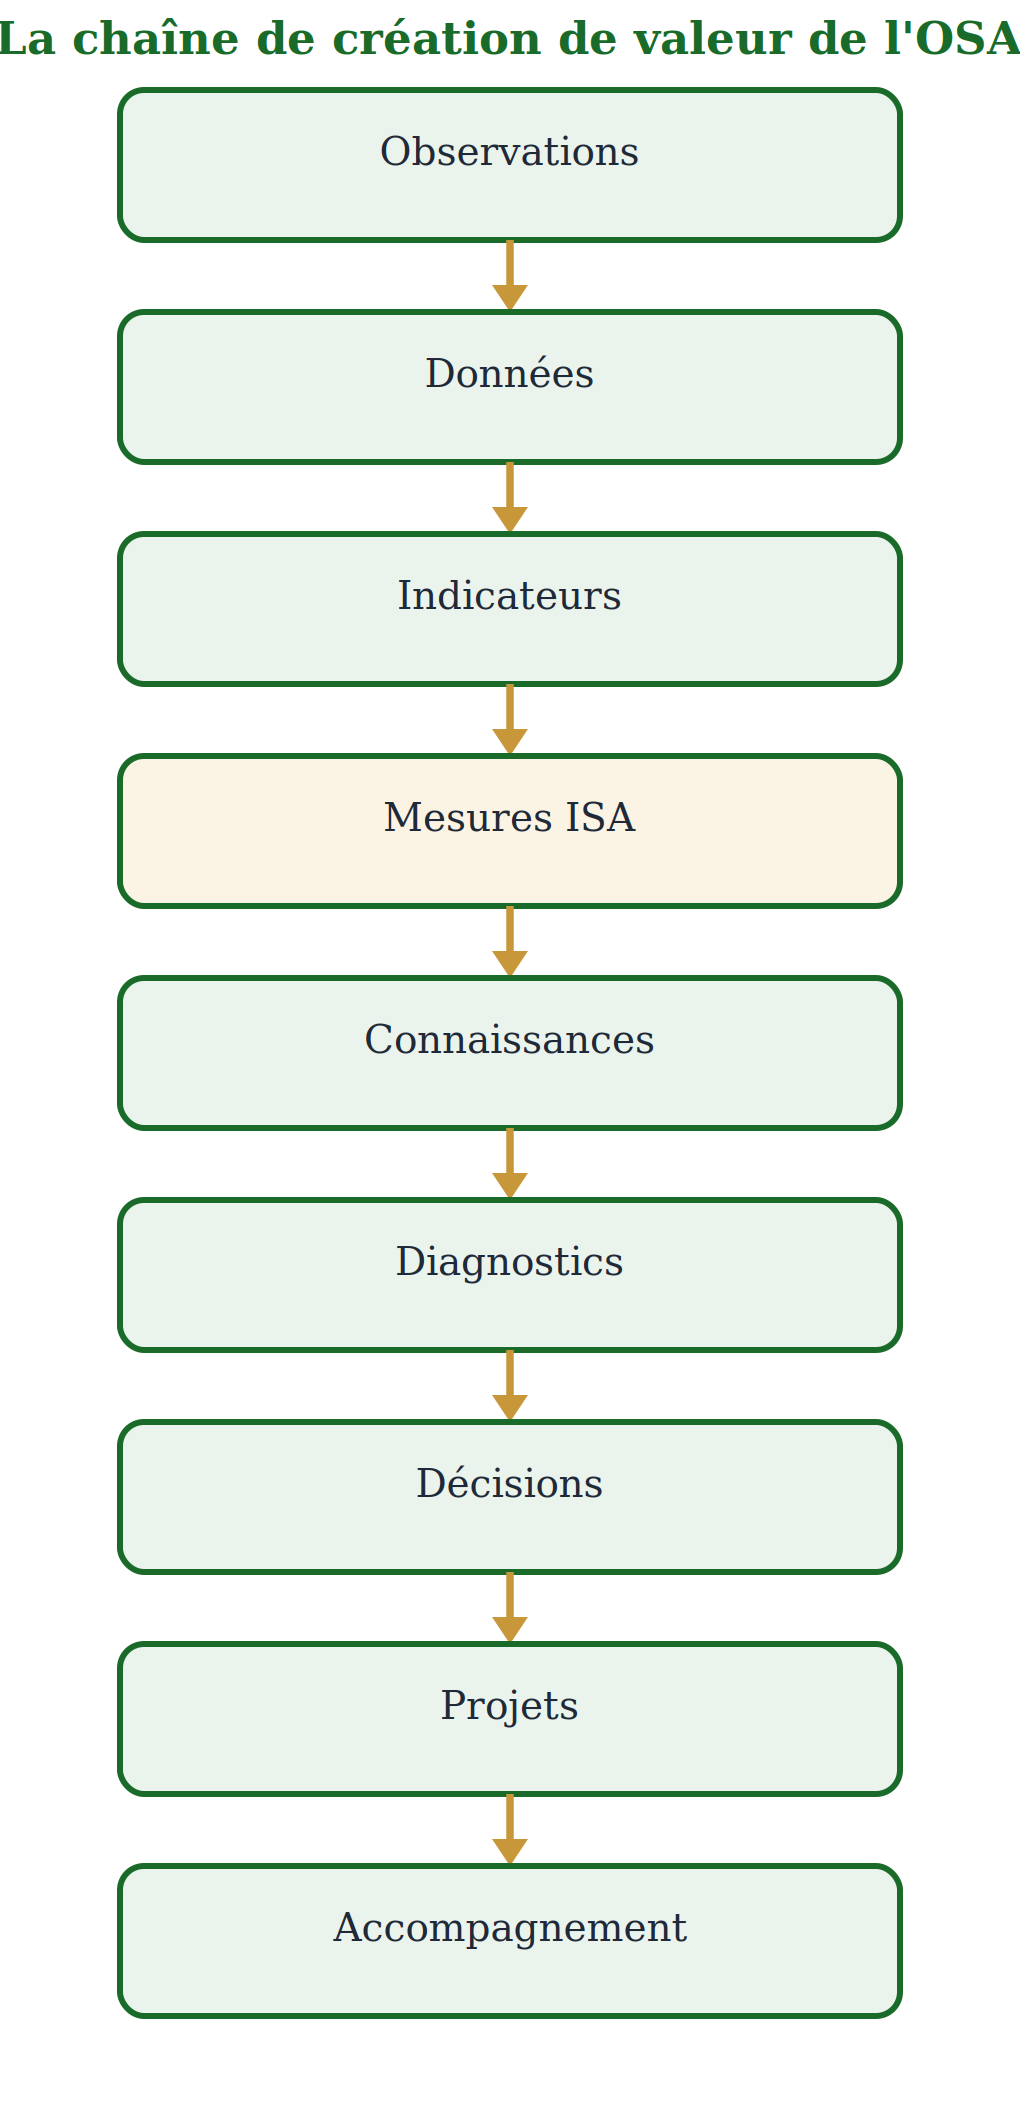 La chaîne de création de valeur de l'OSA
Observations
Données
Indicateurs
Mesures ISA
Connaissances
Diagnostics
Décisions
Projets
Accompagnement